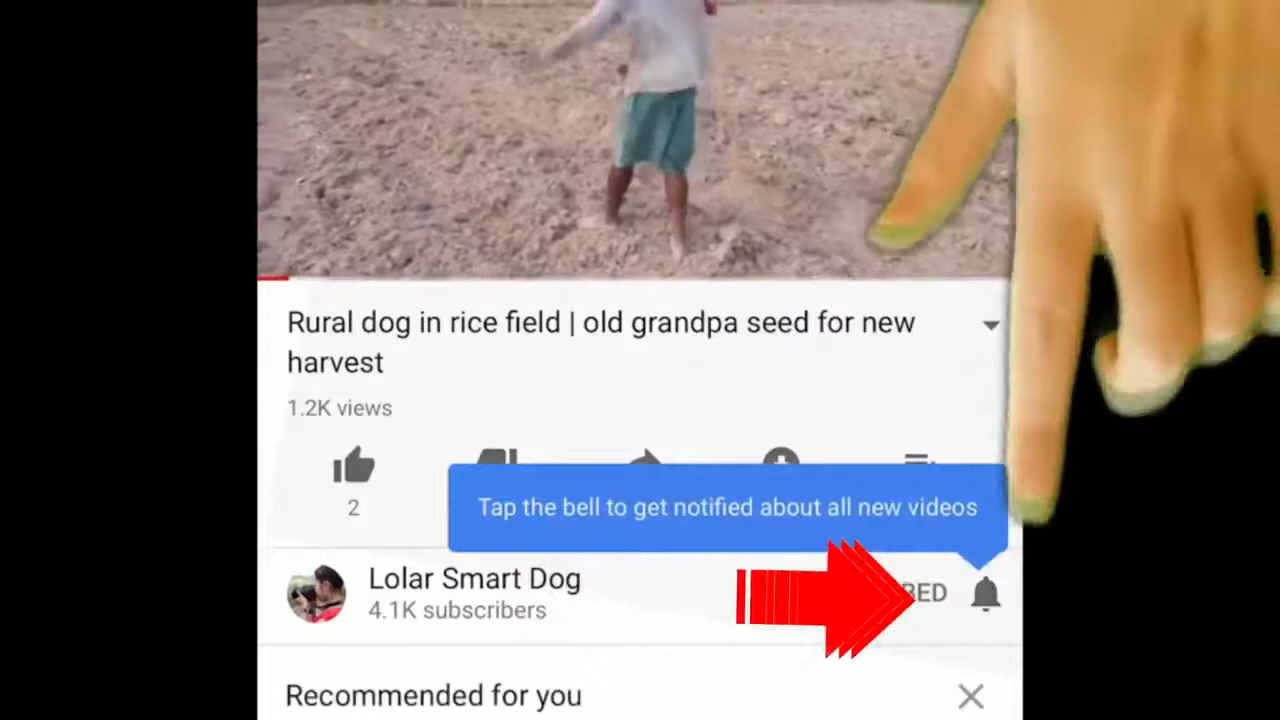 Rural dog in rice field | old grandpa seed for new
harvest
1.2K views
2
Tap the bell to get notified about all new videos
Lolar Smart Dog
4.1K subscribers
Recommended for you